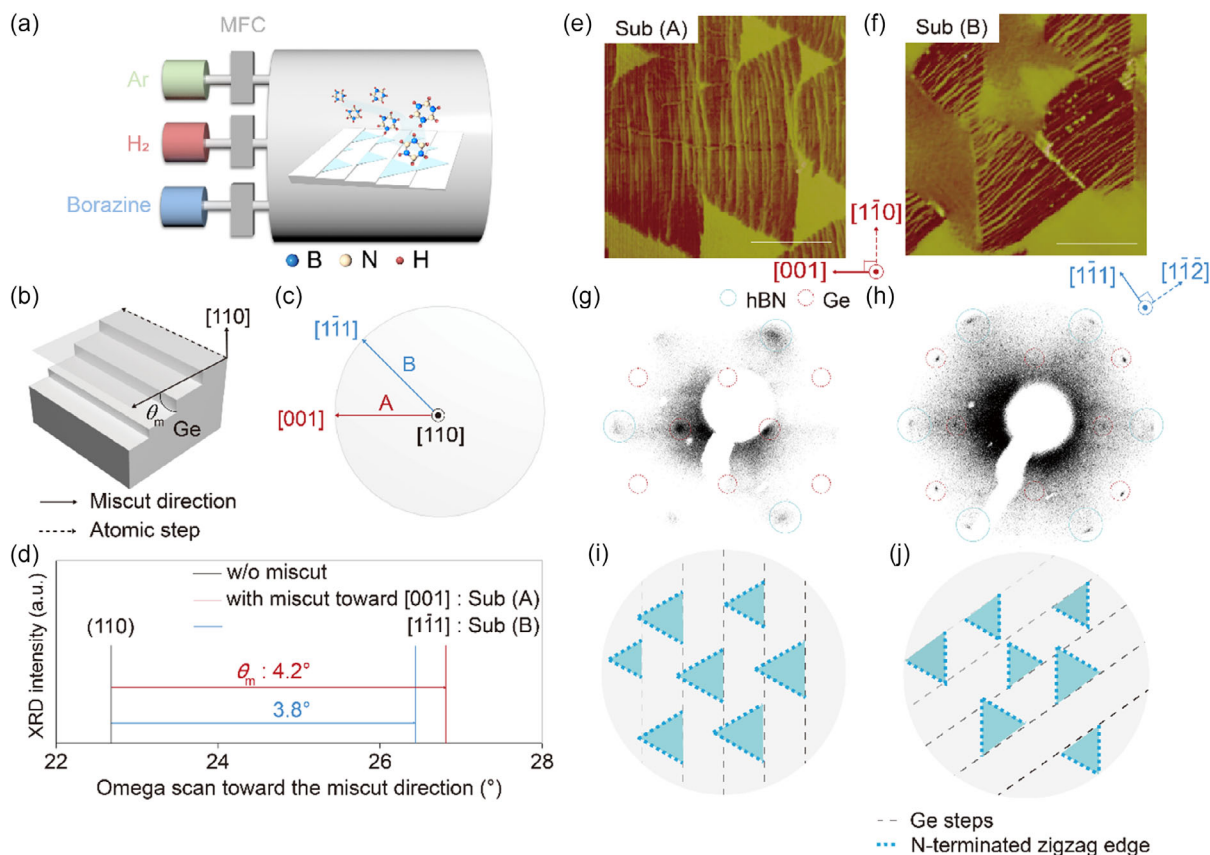 (a)
MFC
Ar
H₂
Borazine
B N H
(b)
[110]
θm
Ge
Miscut direction
Atomic step
(c)
[11̅1]
B
A
[001]
[110]
(d)
XRD intensity (a.u.)
w/o miscut
with miscut toward [001] : Sub (A)
[11̅1] : Sub (B)
(110)
θm : 4.2°
3.8°
22 24 26 28
Omega scan toward the miscut direction (°)
(e)
Sub (A)
[11̅0]
[001]
(f)
Sub (B)
[11̅1]
[11̅2̅]
(g)
hBN Ge
(h)
(i)
(j)
Ge steps
N-terminated zigzag edge